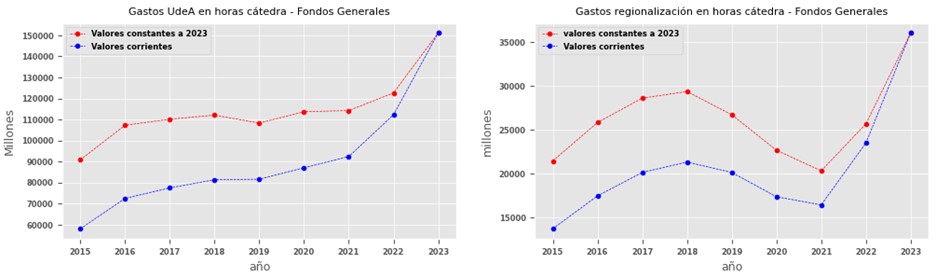 Gastos UdeA en horas cátedra - Fondos Generales
Valores constantes a 2023
Valores corrientes
150000
140000
130000
120000
110000
100000
90000
80000
70000
60000
Millones
2015 2016 2017 2018 2019 2020 2021 2022 2023
año
Gastos regionalización en horas cátedra - Fondos Generales
valores constantes a 2023
Valores corrientes
35000
30000
25000
20000
15000
millones
2015 2016 2017 2018 2019 2020 2021 2022 2023
año